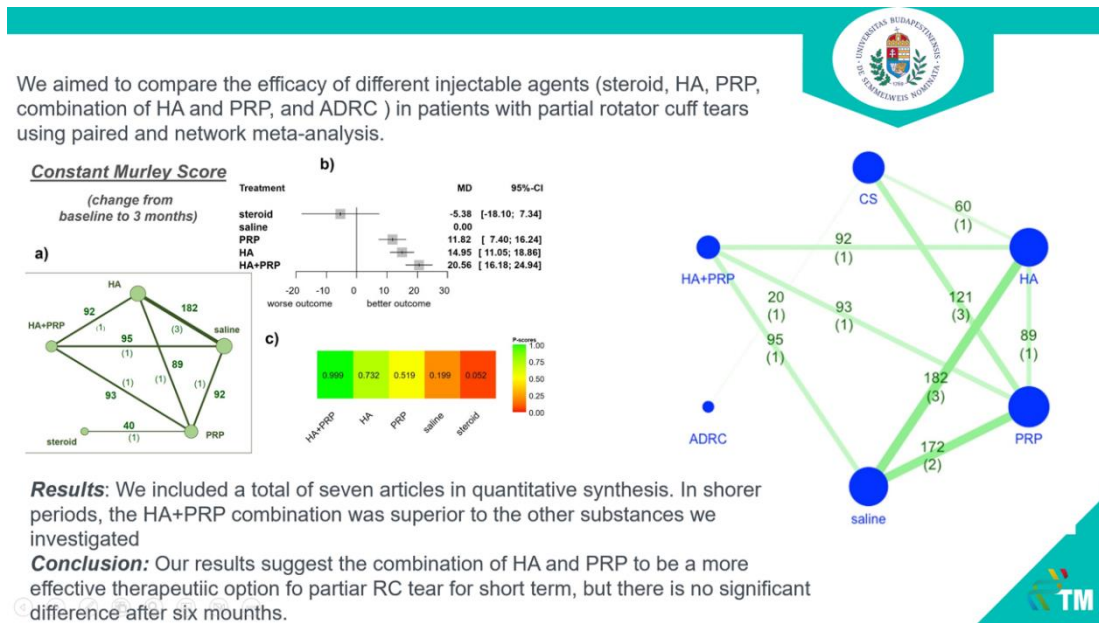 UNIVERSITAS BUDAPESTINENSIS
DE SEMMELWEIS NOMINATA
We aimed to compare the efficacy of different injectable agents (steroid, HA, PRP,
combination of HA and PRP, and ADRC ) in patients with partial rotator cuff tears
using paired and network meta-analysis.
Constant Murley Score
(change from
baseline to 3 months)
a)
HA
92
(1)
182
(3)
HA+PRP
saline
95
(1)
89
(1)
(1)
93
(1)
92
40
(1)
steroid
PRP
b)
Treatment MD 95%-CI
steroid -5.38 [-18.10; 7.34]
saline 0.00
PRP 11.82 [ 7.40; 16.24]
HA 14.95 [11.05; 18.86]
HA+PRP 20.56 [16.18; 24.94]
-20 -10 0 10 20 30
worse outcome better outcome
c)
P-scores
1.00
0.75
0.50
0.25
0.00
0.999 0.732 0.519 0.199 0.052
HA+PRP HA PRP saline steroid
CS
60
(1)
92
(1)
HA+PRP
HA
20
(1)
93
(1)
121
(3)
95
(1)
89
(1)
182
(3)
ADRC
PRP
172
(2)
saline
Results: We included a total of seven articles in quantitative synthesis. In shorer
periods, the HA+PRP combination was superior to the other substances we
investigated
Conclusion: Our results suggest the combination of HA and PRP to be a more
effective therapeutiic option fo partiar RC tear for short term, but there is no significant
difference after six mounths.
TM